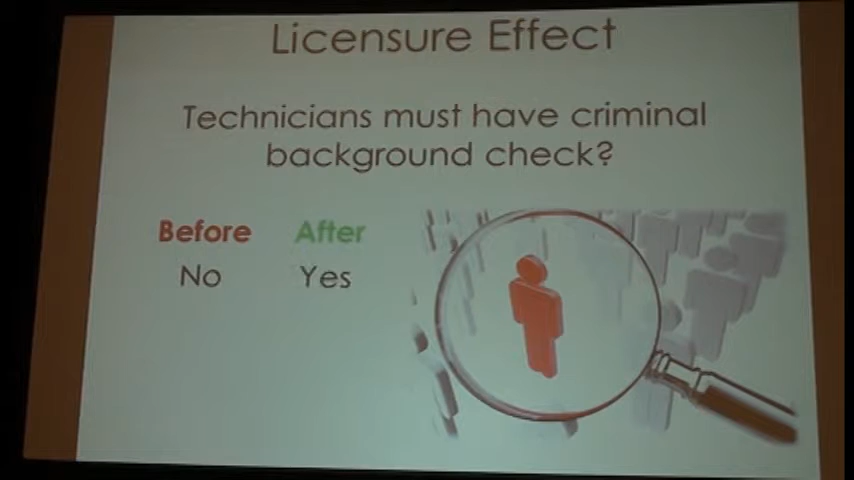 Licensure Effect
Technicians must have criminal
background check?
Before After
No Yes